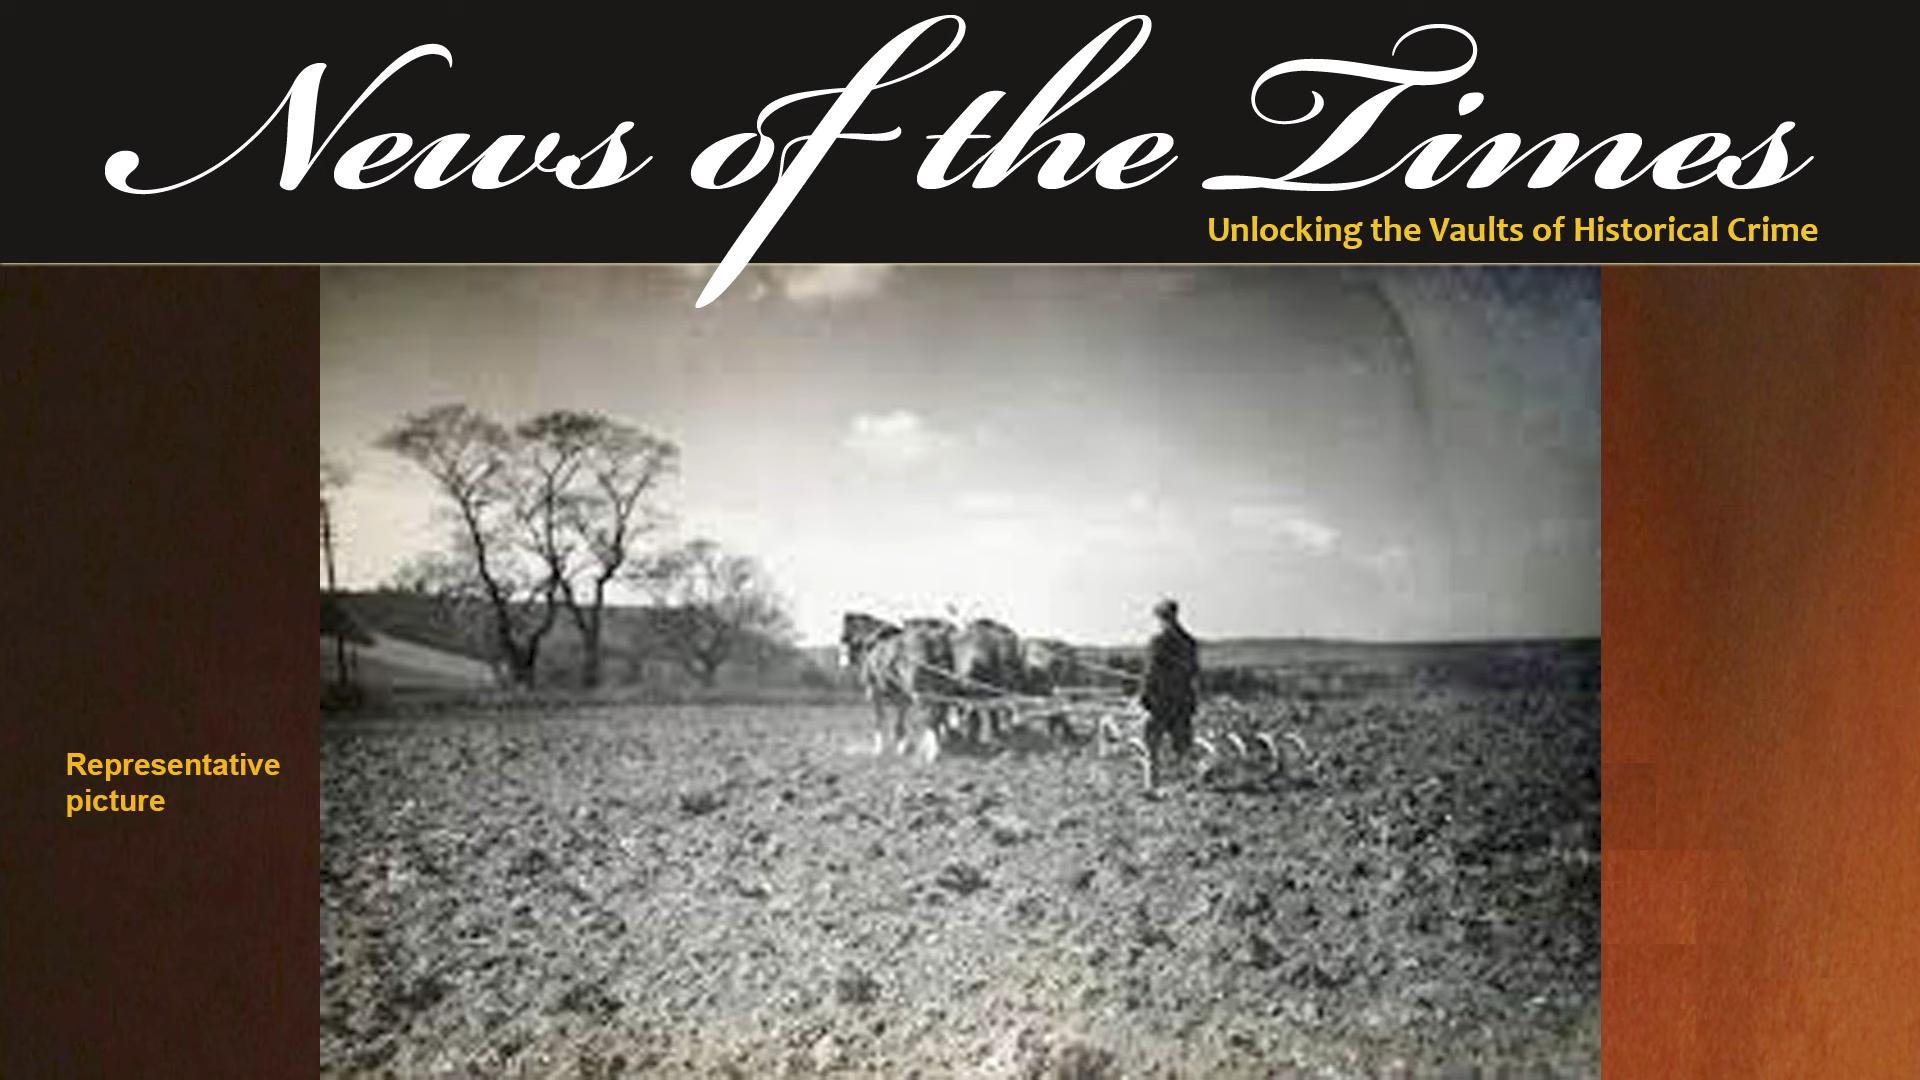 News of the Times
Unlocking the Vaults of Historical Crime
Representative
picture